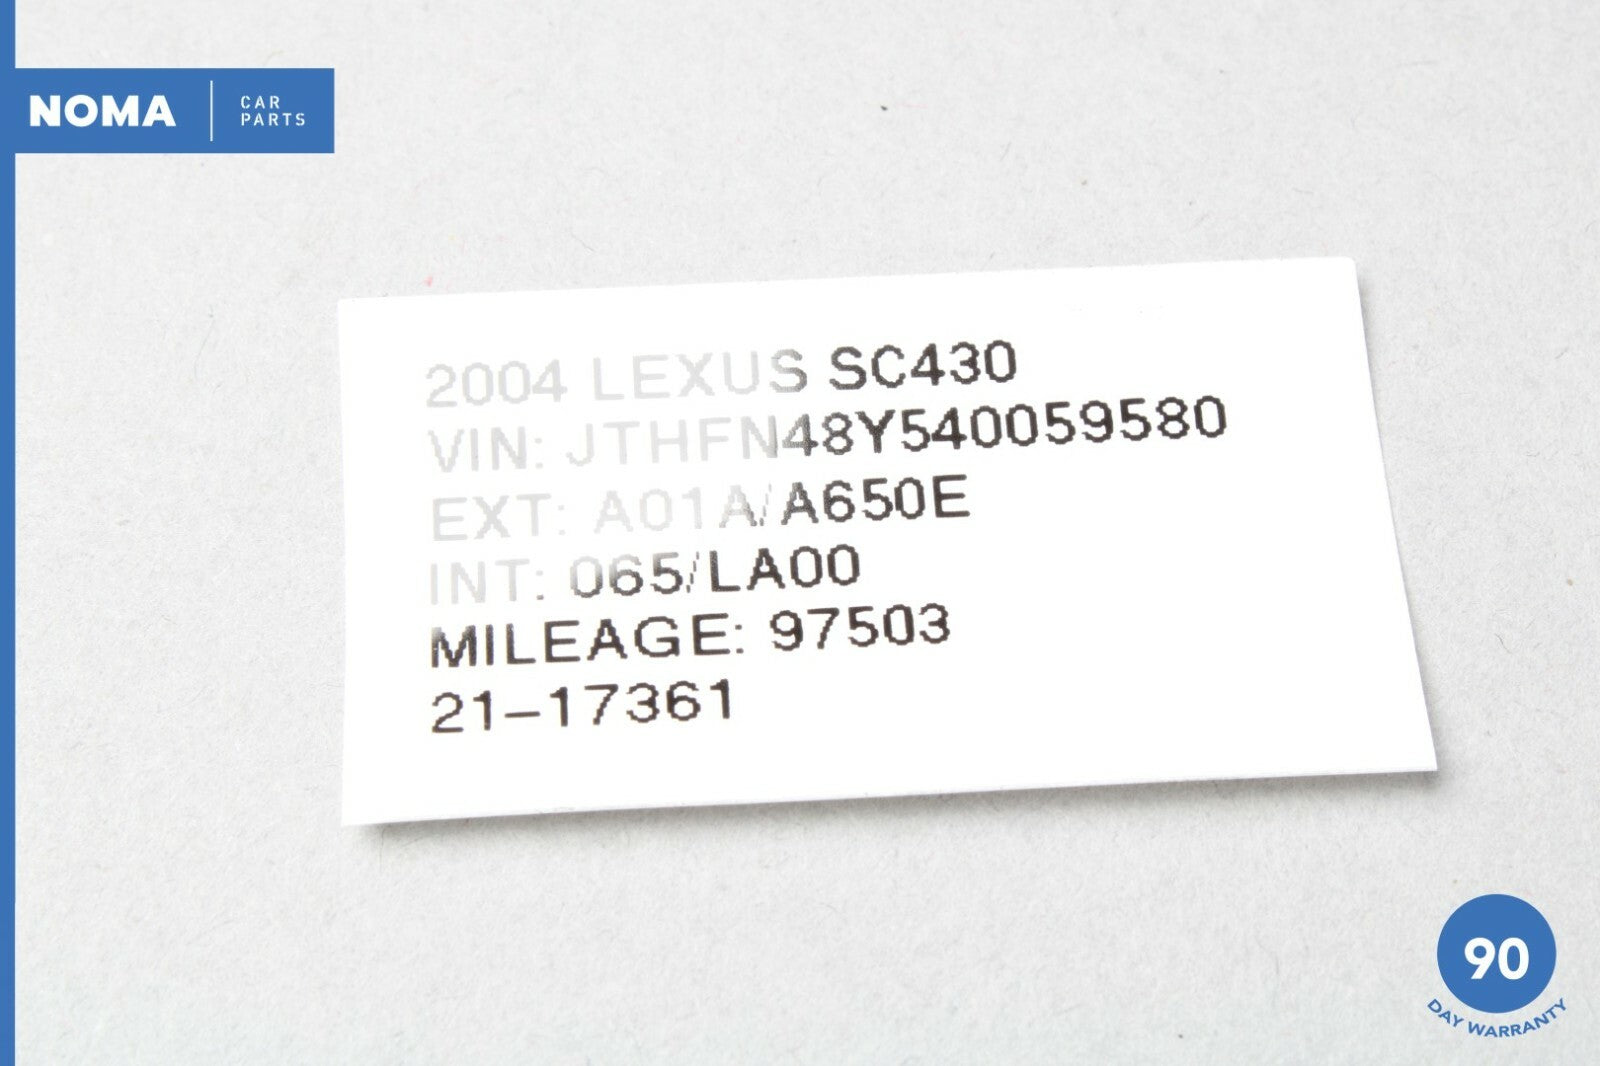 NOMA
CAR
PARTS
2004 LEXUS SC430
VIN: JTHFN48Y540059580
EXT: A01A/A650E
INT: 065/LA00
MILEAGE: 97503
21-17361
90
DAY WARRANTY